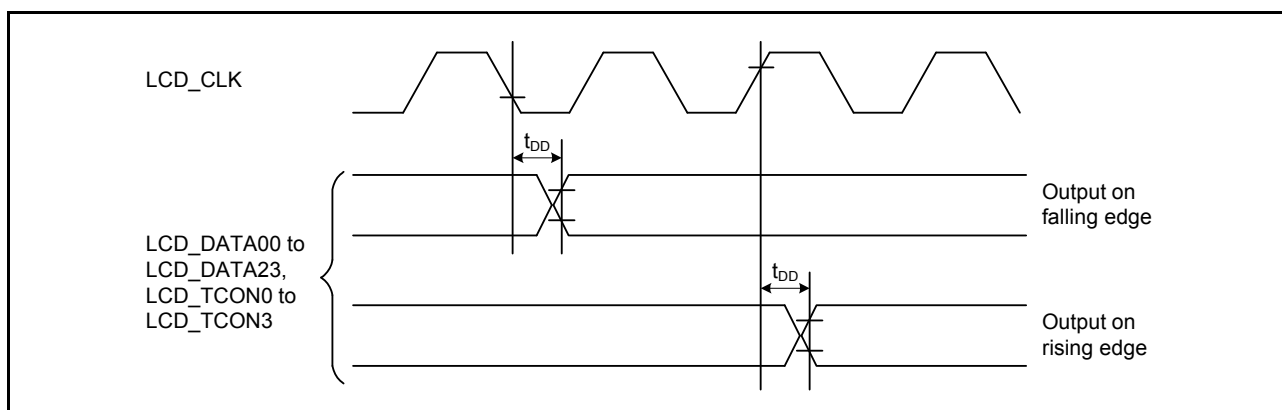 LCD_CLK
tDD
Output on
falling edge
LCD_DATA00 to
LCD_DATA23,
LCD_TCON0 to
LCD_TCON3
tDD
Output on
rising edge